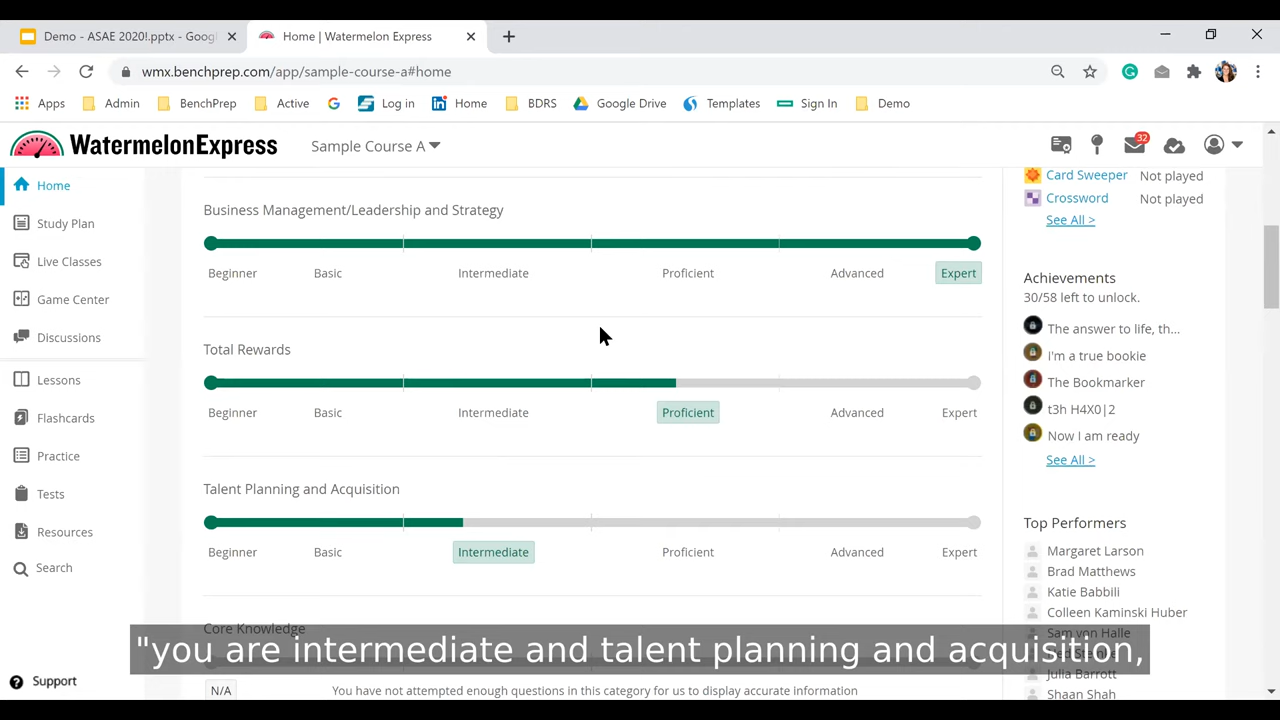 Demo - ASAE 2020!.pptx - Googl
Home | Watermelon Express
wmx.benchprep.com/app/sample-course-a#home
Apps
Admin
BenchPrep
Active
Log in
Home
BDRS
Google Drive
Templates
Sign In
Demo
WatermelonExpress
Sample Course A
32
Home
Study Plan
Live Classes
Game Center
Discussions
Lessons
Flashcards
Practice
Tests
Resources
Search
Support
Business Management/Leadership and Strategy
Beginner Basic Intermediate Proficient Advanced Expert
Total Rewards
Beginner Basic Intermediate Proficient Advanced Expert
Talent Planning and Acquisition
Beginner Basic Intermediate Proficient Advanced Expert
Core Knowledge
"you are intermediate and talent planning and acquisition,
N/A
You have not attempted enough questions in this category for us to display accurate information
Card Sweeper Not played
Crossword Not played
See All >
Achievements
30/58 left to unlock.
The answer to life, th...
I'm a true bookie
The Bookmarker
t3h H4X0|2
Now I am ready
See All >
Top Performers
Margaret Larson
Brad Matthews
Katie Babbili
Colleen Kaminski Huber
Sam von Halle
Julia Barrott
Shaan Shah